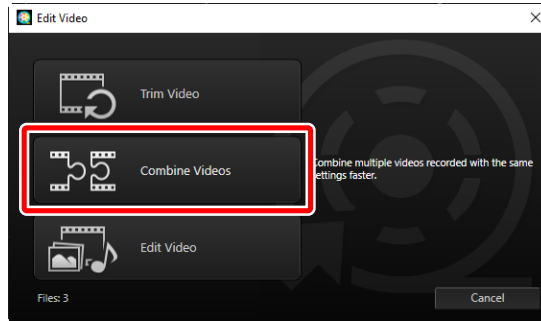 Edit Video
Trim Video
Combine Videos
Combine multiple videos recorded with the same
settings faster.
Edit Video
Files: 3
Cancel